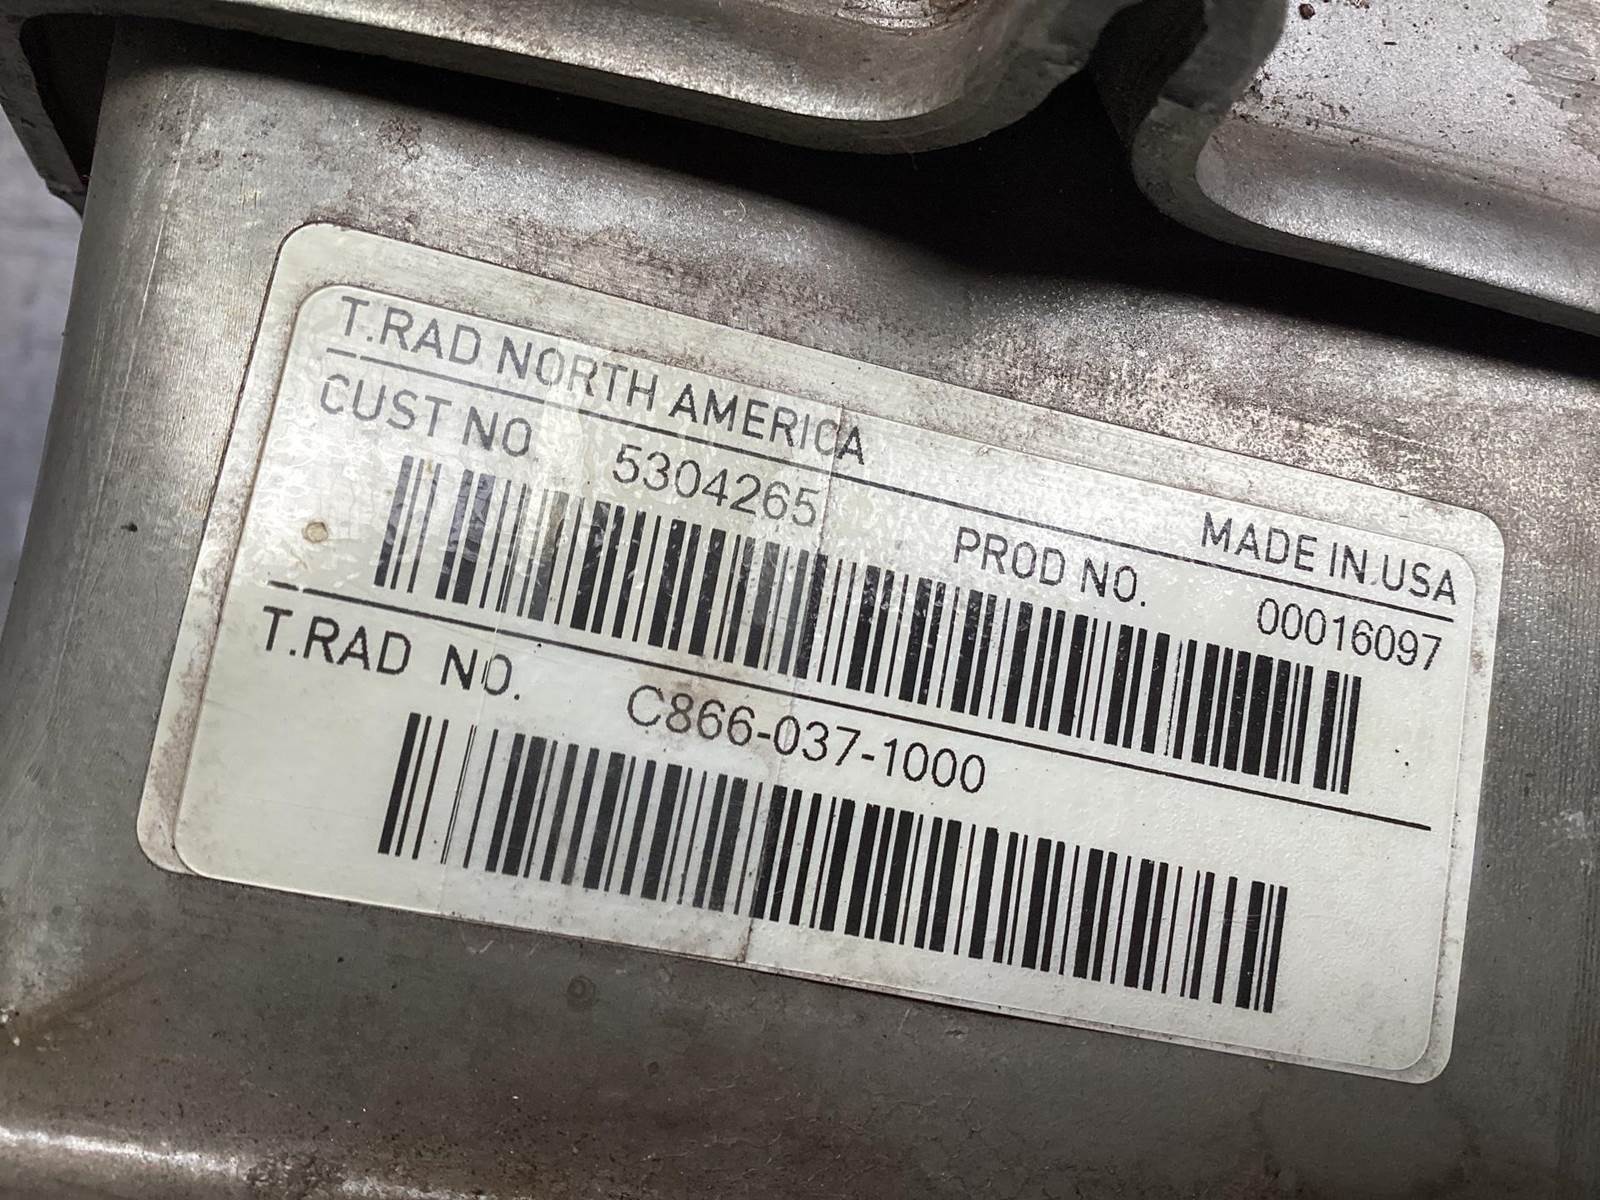 T.RAD NORTH AMERICA
MADE IN USA
CUST NO. 5304265
PROD NO. 00016097
T.RAD NO. C866-037-1000